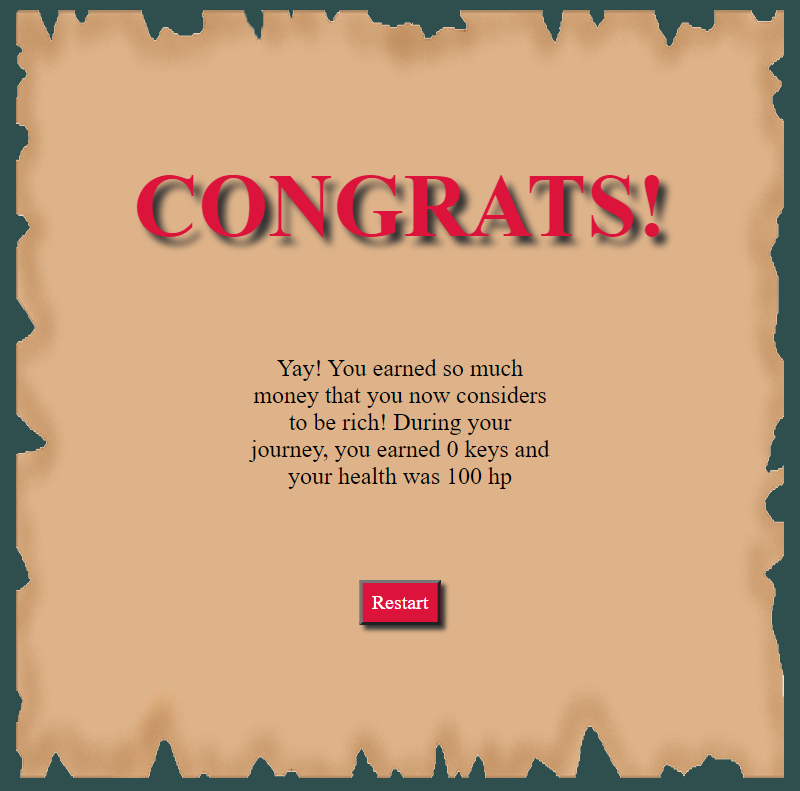 CONGRATS!
Yay! You earned so much
money that you now considers
to be rich! During your
journey, you earned 0 keys and
your health was 100 hp
Restart